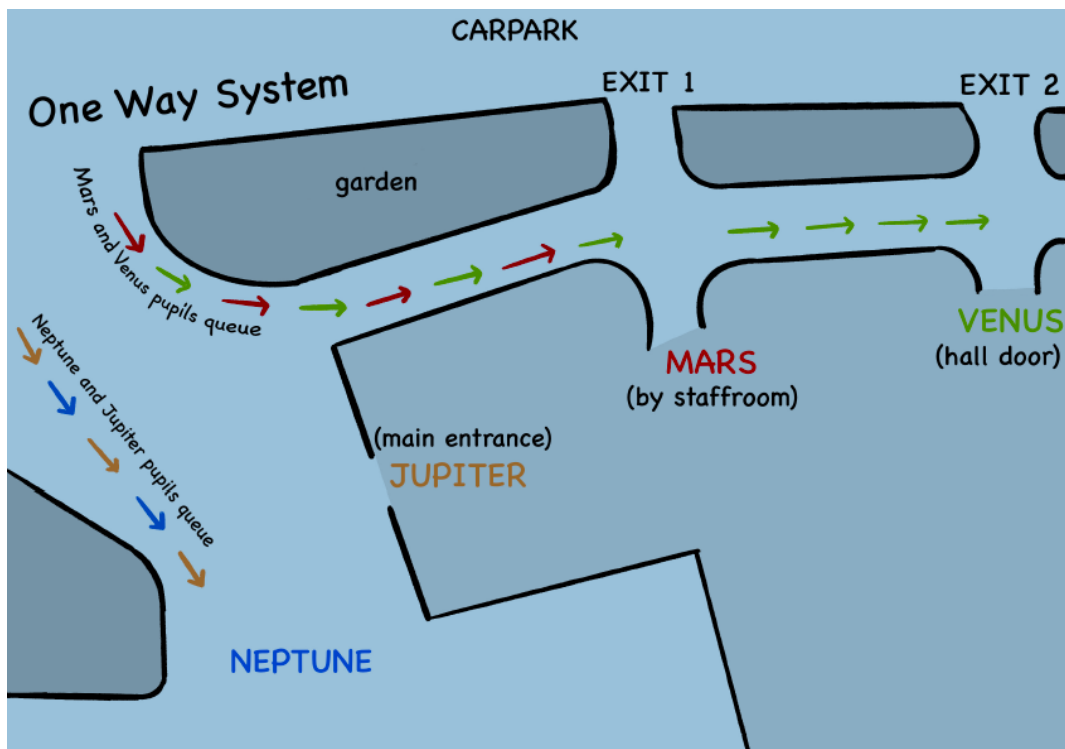 CARPARK
One Way System
EXIT 1
EXIT 2
garden
Mars and Venus pupils queue
Neptune and Jupiter pupils queue
VENUS
(hall door)
MARS
(by staffroom)
(main entrance)
JUPITER
NEPTUNE